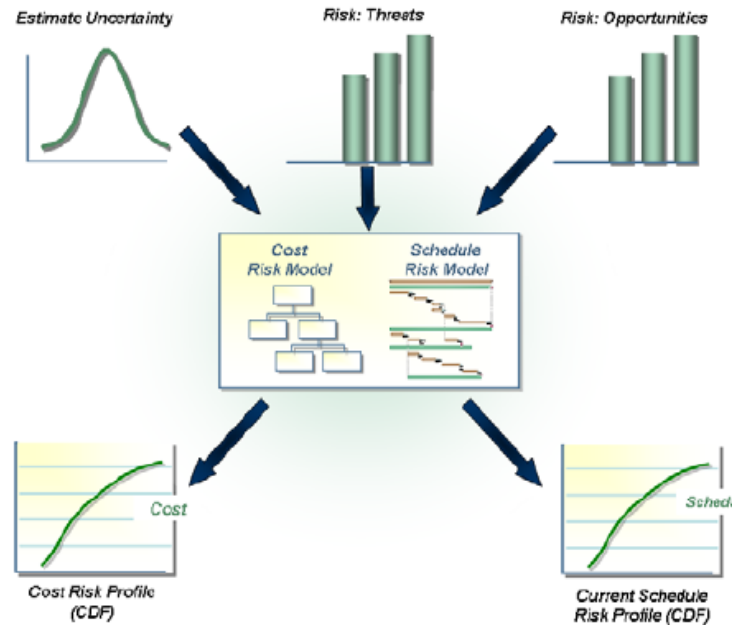 Estimate Uncertainty
Risk: Threats
Risk: Opportunities
Cost
Risk Model
Schedule
Risk Model
Cost
Schedu
Cost Risk Profile
(CDF)
Current Schedule
Risk Profile (CDF)